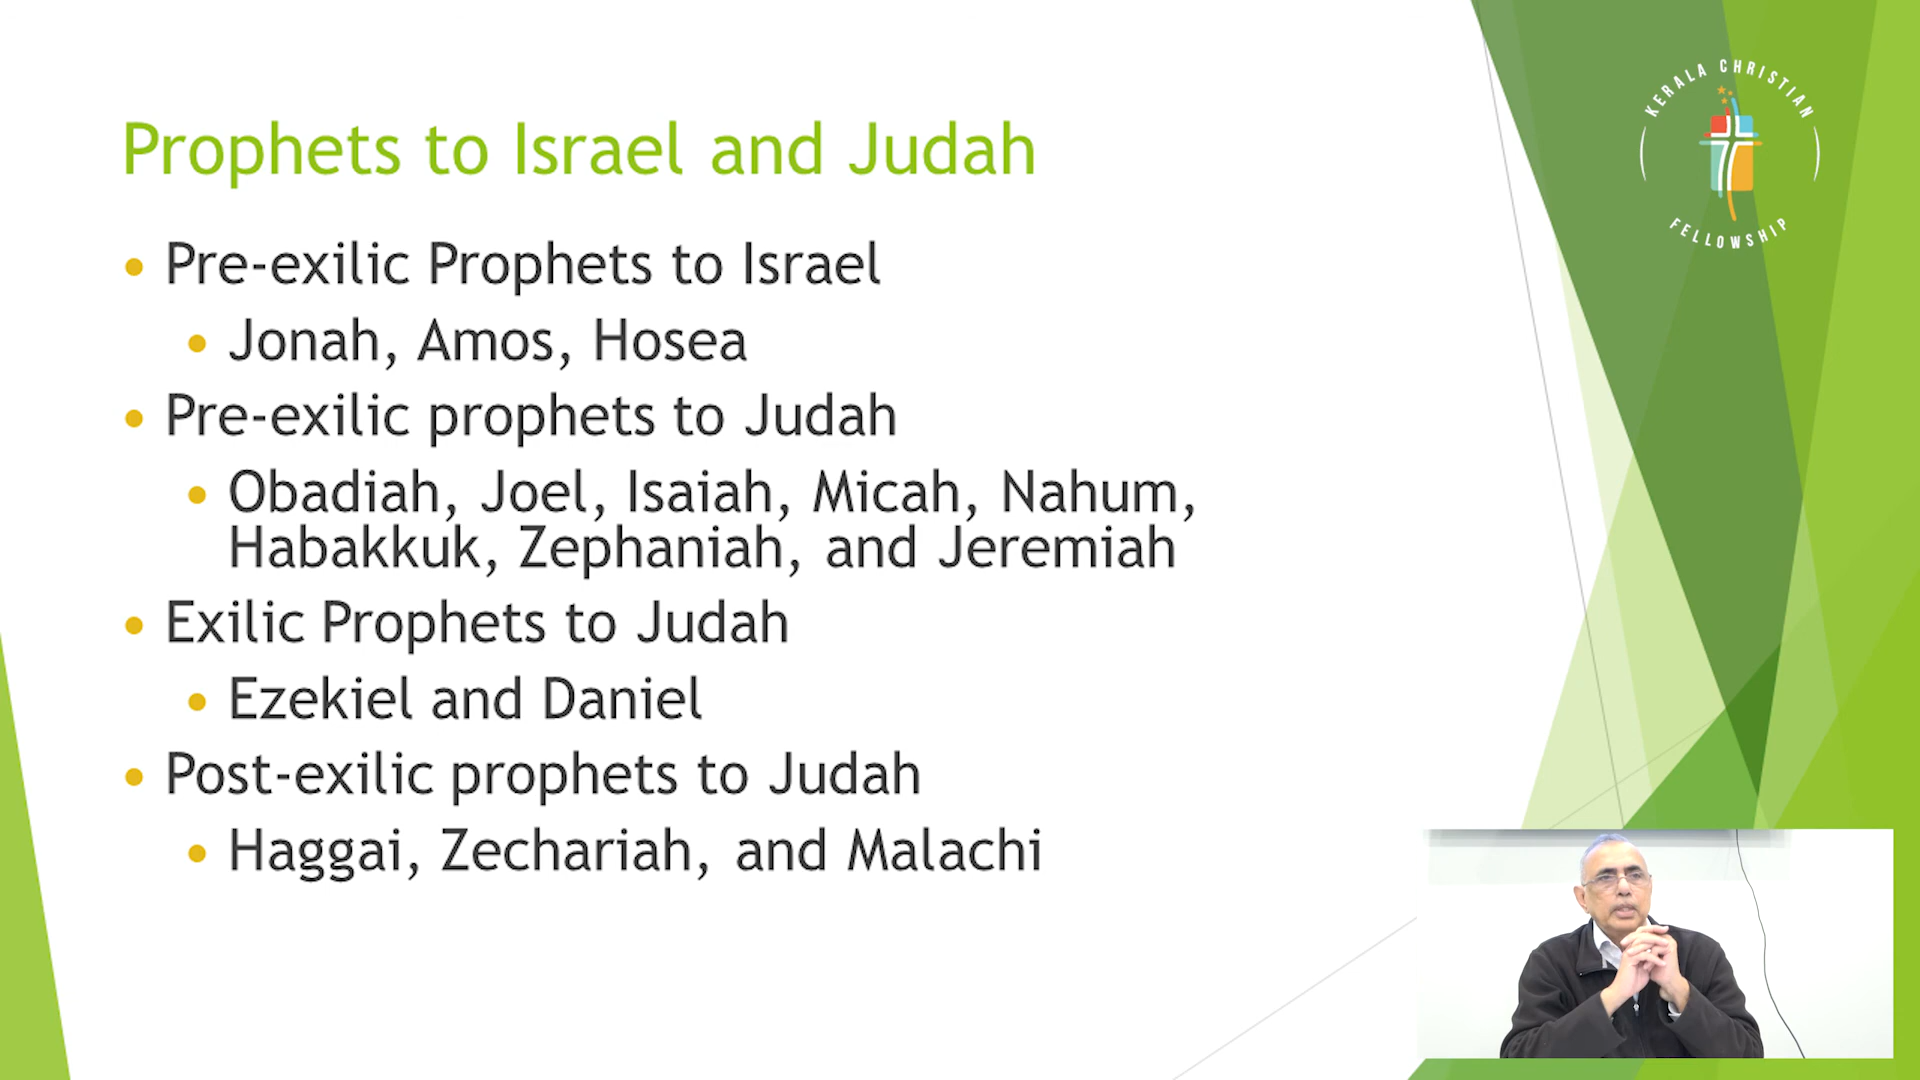 Prophets to Israel and Judah
KERALA CHRISTIAN
FELLOWSHIP
Pre-exilic Prophets to Israel
Jonah, Amos, Hosea
Pre-exilic prophets to Judah
Obadiah, Joel, Isaiah, Micah, Nahum,
Habakkuk, Zephaniah, and Jeremiah
Exilic Prophets to Judah
Ezekiel and Daniel
Post-exilic prophets to Judah
Haggai, Zechariah, and Malachi